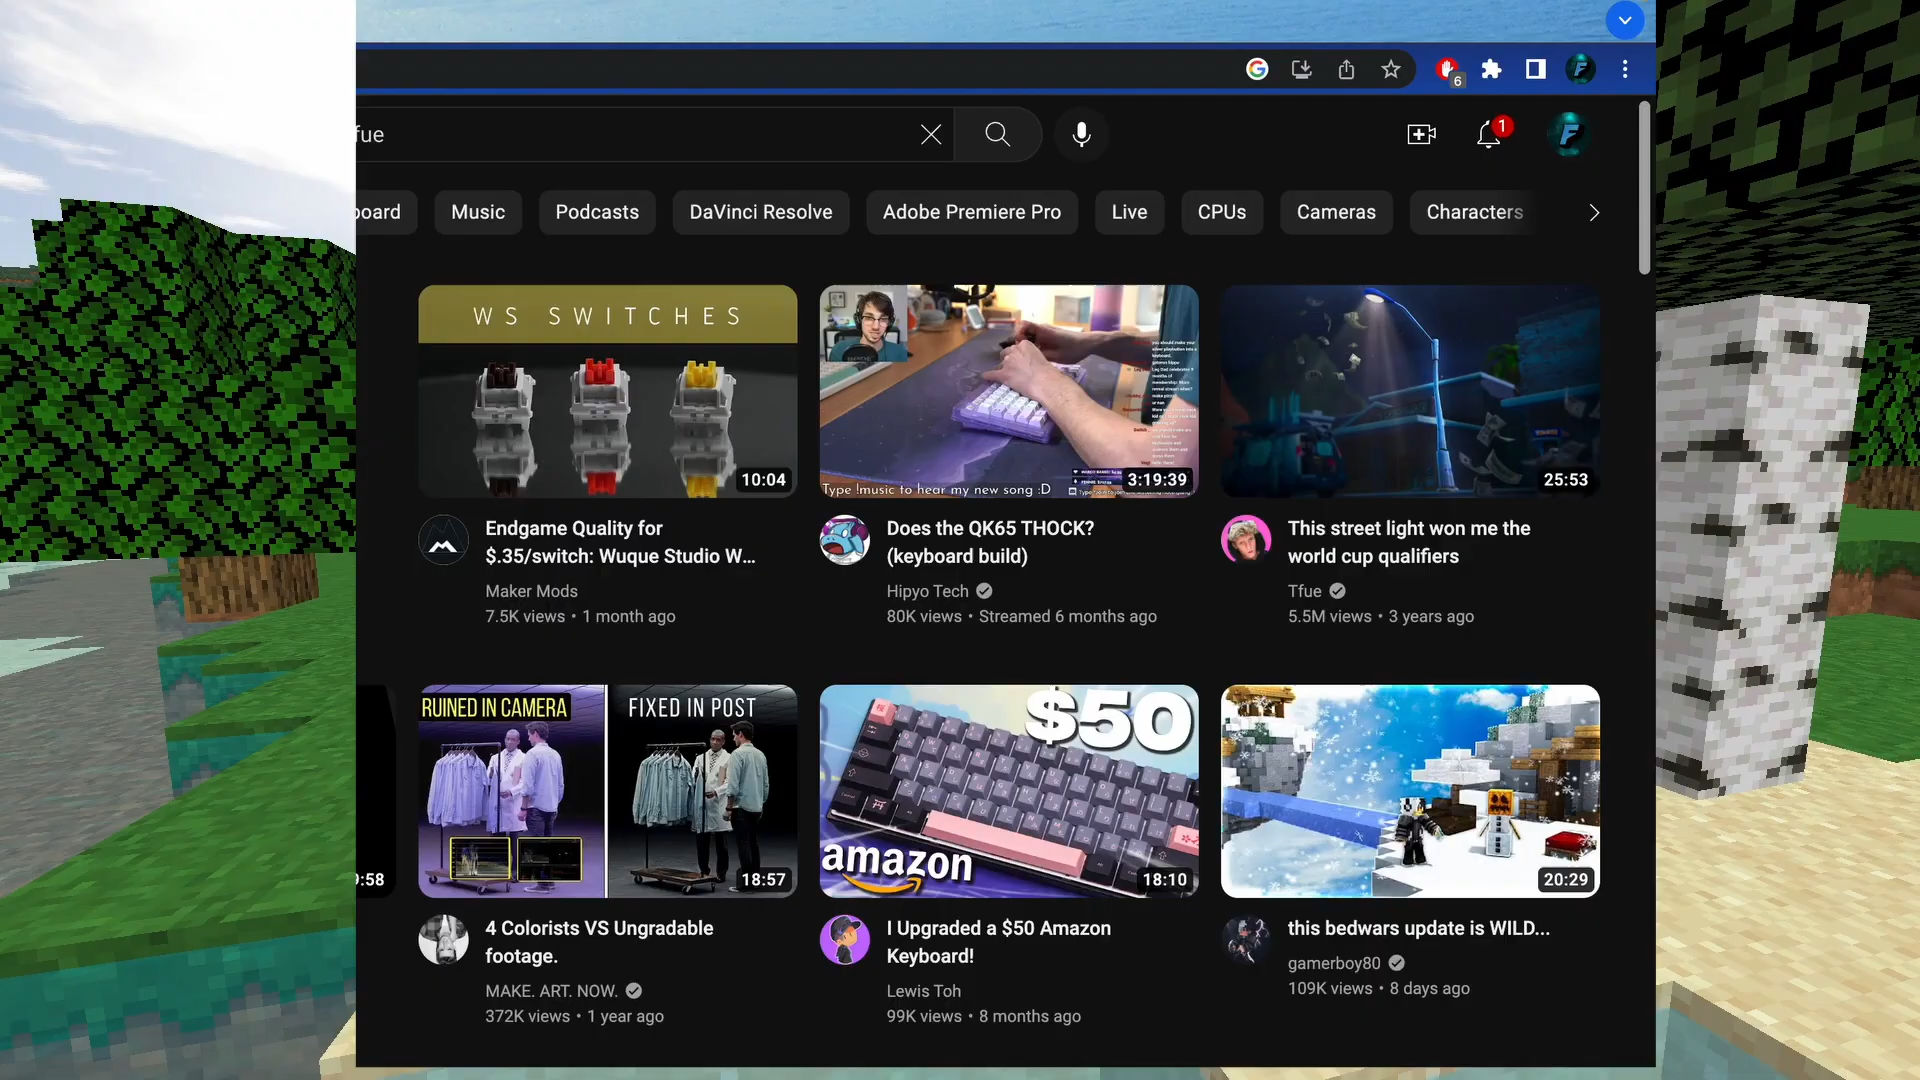 6
fue
1
board
Music
Podcasts
DaVinci Resolve
Adobe Premiere Pro
Live
CPUs
Cameras
Characters
WS SWITCHES
10:04
Type !music to hear my new song :D
3:19:39
25:53
Endgame Quality for
$.35/switch: Wuque Studio W...
Maker Mods
7.5K views • 1 month ago
Does the QK65 THOCK?
(keyboard build)
Hipyo Tech
80K views • Streamed 6 months ago
This street light won me the
world cup qualifiers
Tfue
5.5M views • 3 years ago
:58
RUINED IN CAMERA
FIXED IN POST
18:57
$50
amazon
18:10
20:29
4 Colorists VS Ungradable
footage.
MAKE. ART. NOW.
372K views • 1 year ago
I Upgraded a $50 Amazon
Keyboard!
Lewis Toh
99K views • 8 months ago
this bedwars update is WILD...
gamerboy80
109K views • 8 days ago